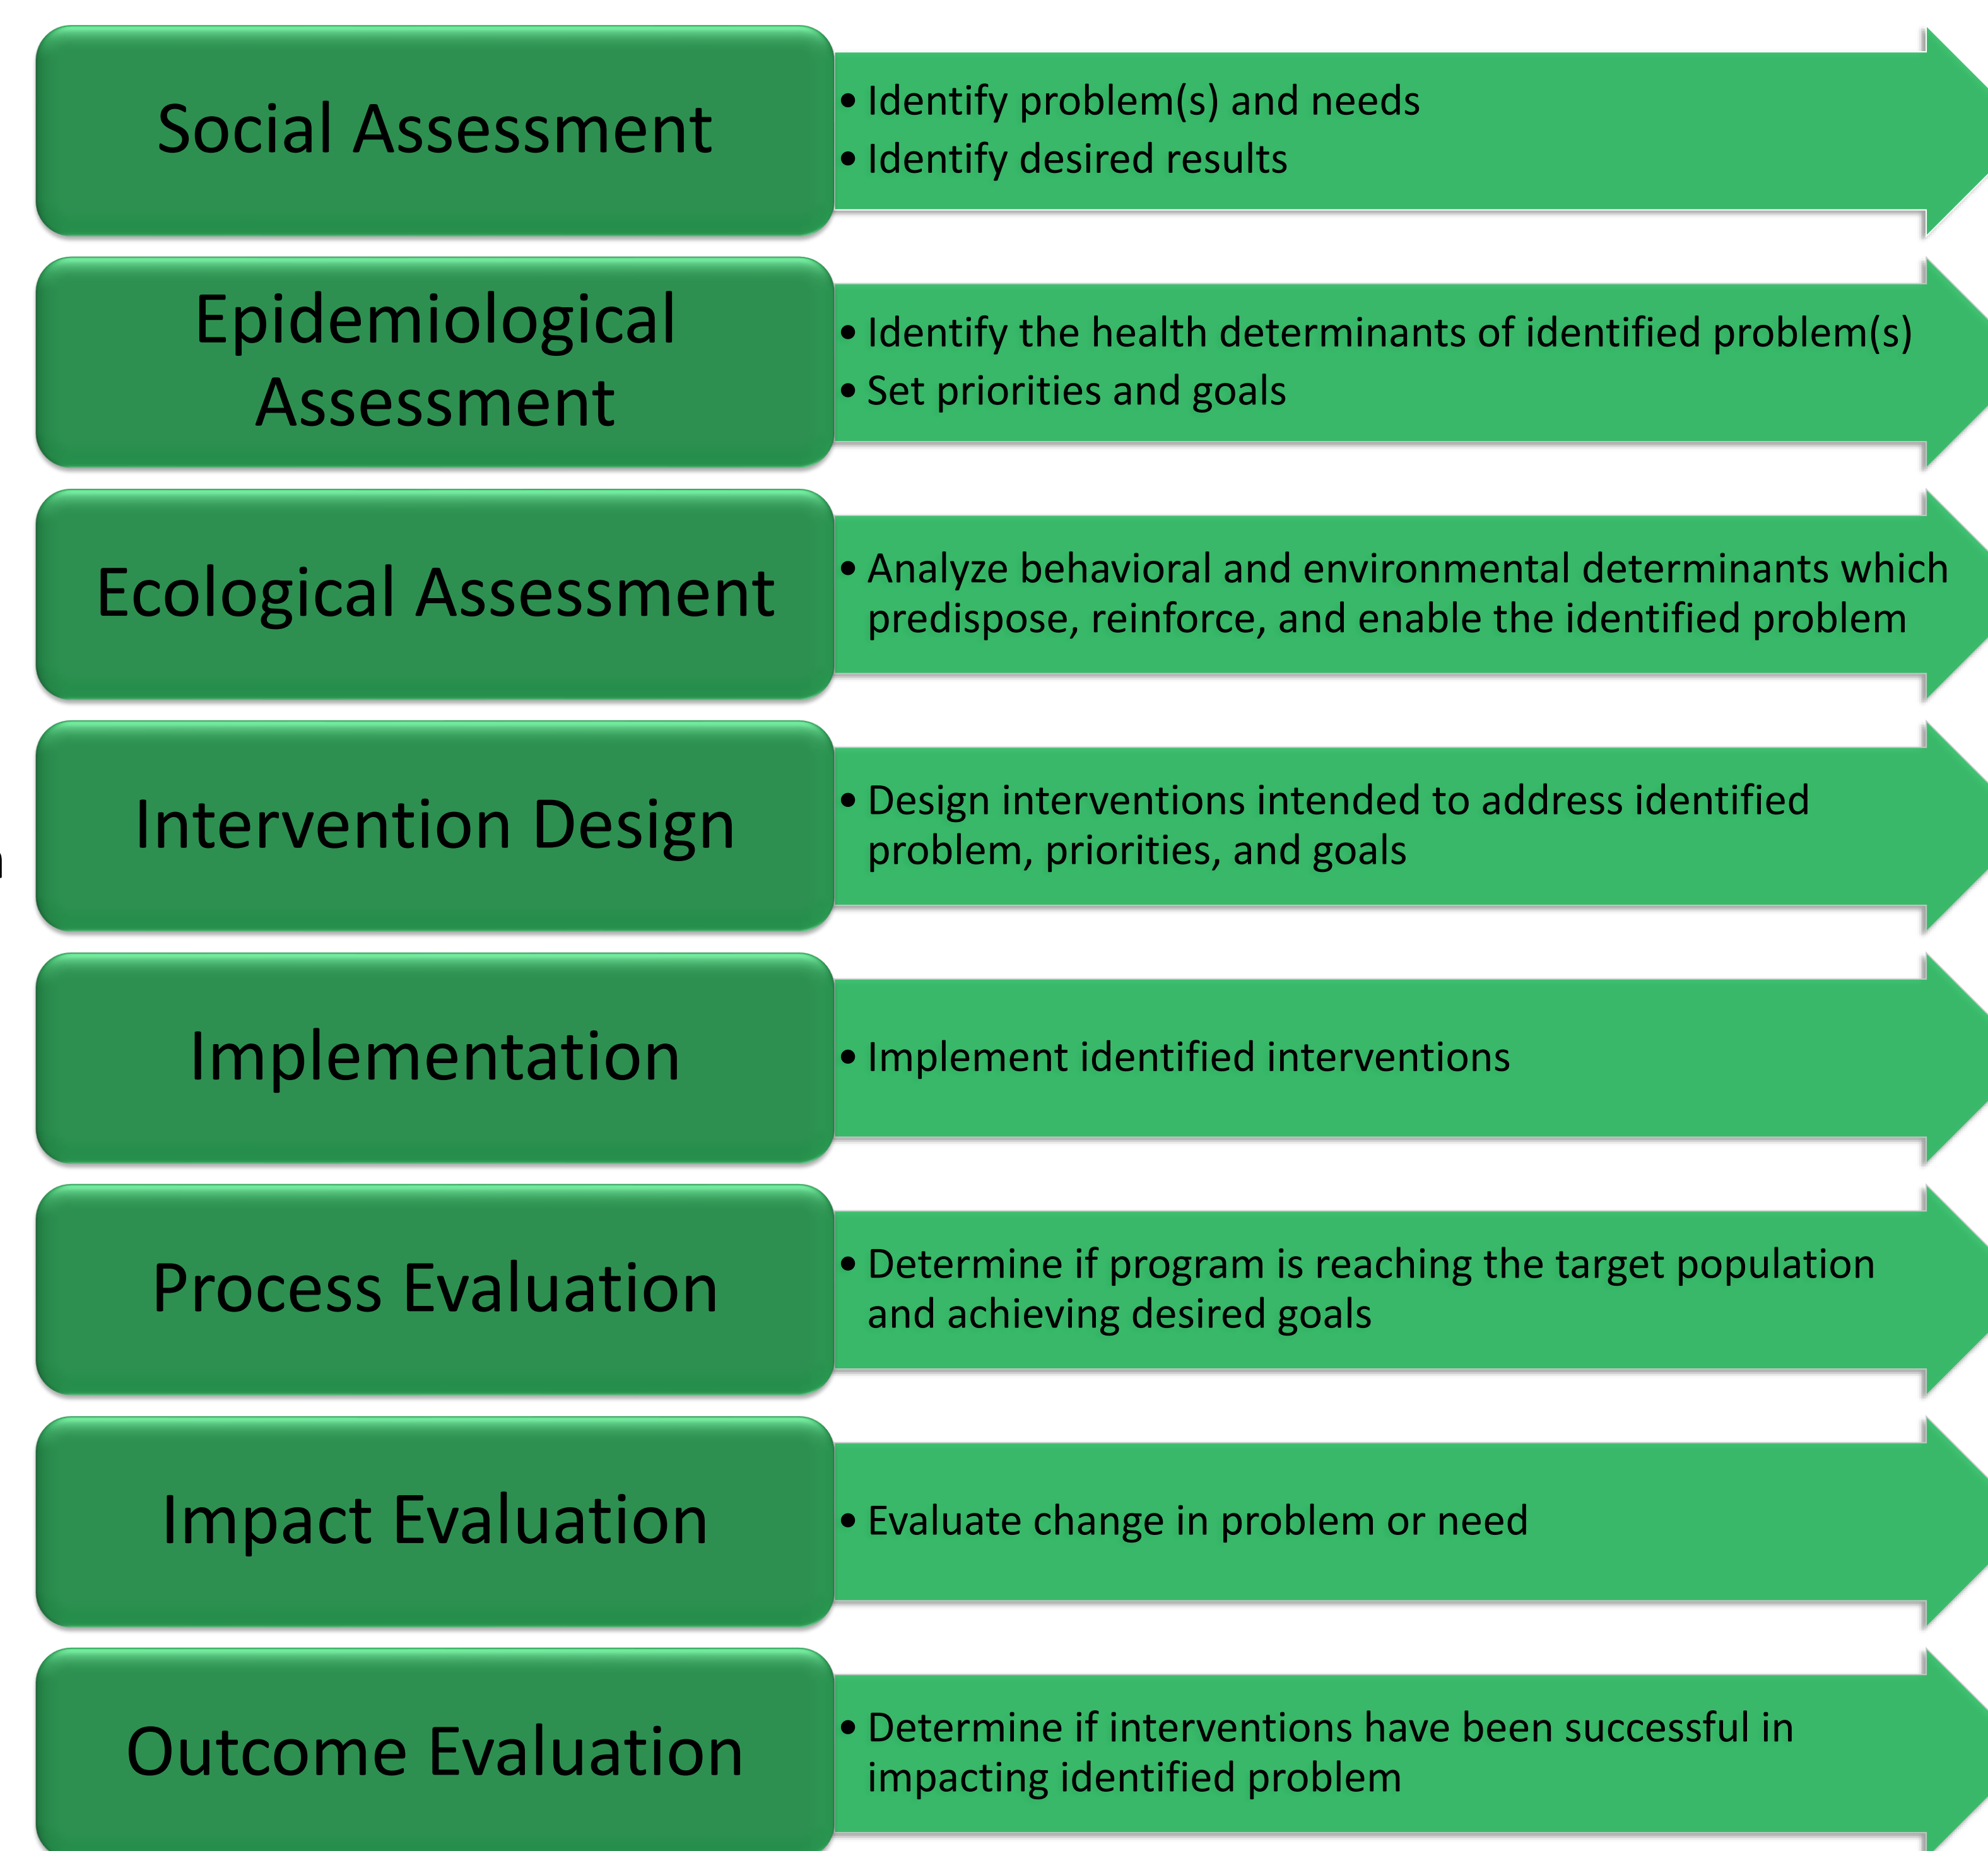 Social Assessment
• Identify problem(s) and needs
• Identify desired results
Epidemiological
Assessment
• Identify the health determinants of identified problem(s)
• Set priorities and goals
Ecological Assessment
• Analyze behavioral and environmental determinants which
predispose, reinforce, and enable the identified problem
Intervention Design
• Design interventions intended to address identified
problem, priorities, and goals
Implementation
• Implement identified interventions
Process Evaluation
• Determine if program is reaching the target population
and achieving desired goals
Impact Evaluation
• Evaluate change in problem or need
Outcome Evaluation
• Determine if interventions have been successful in
impacting identified problem